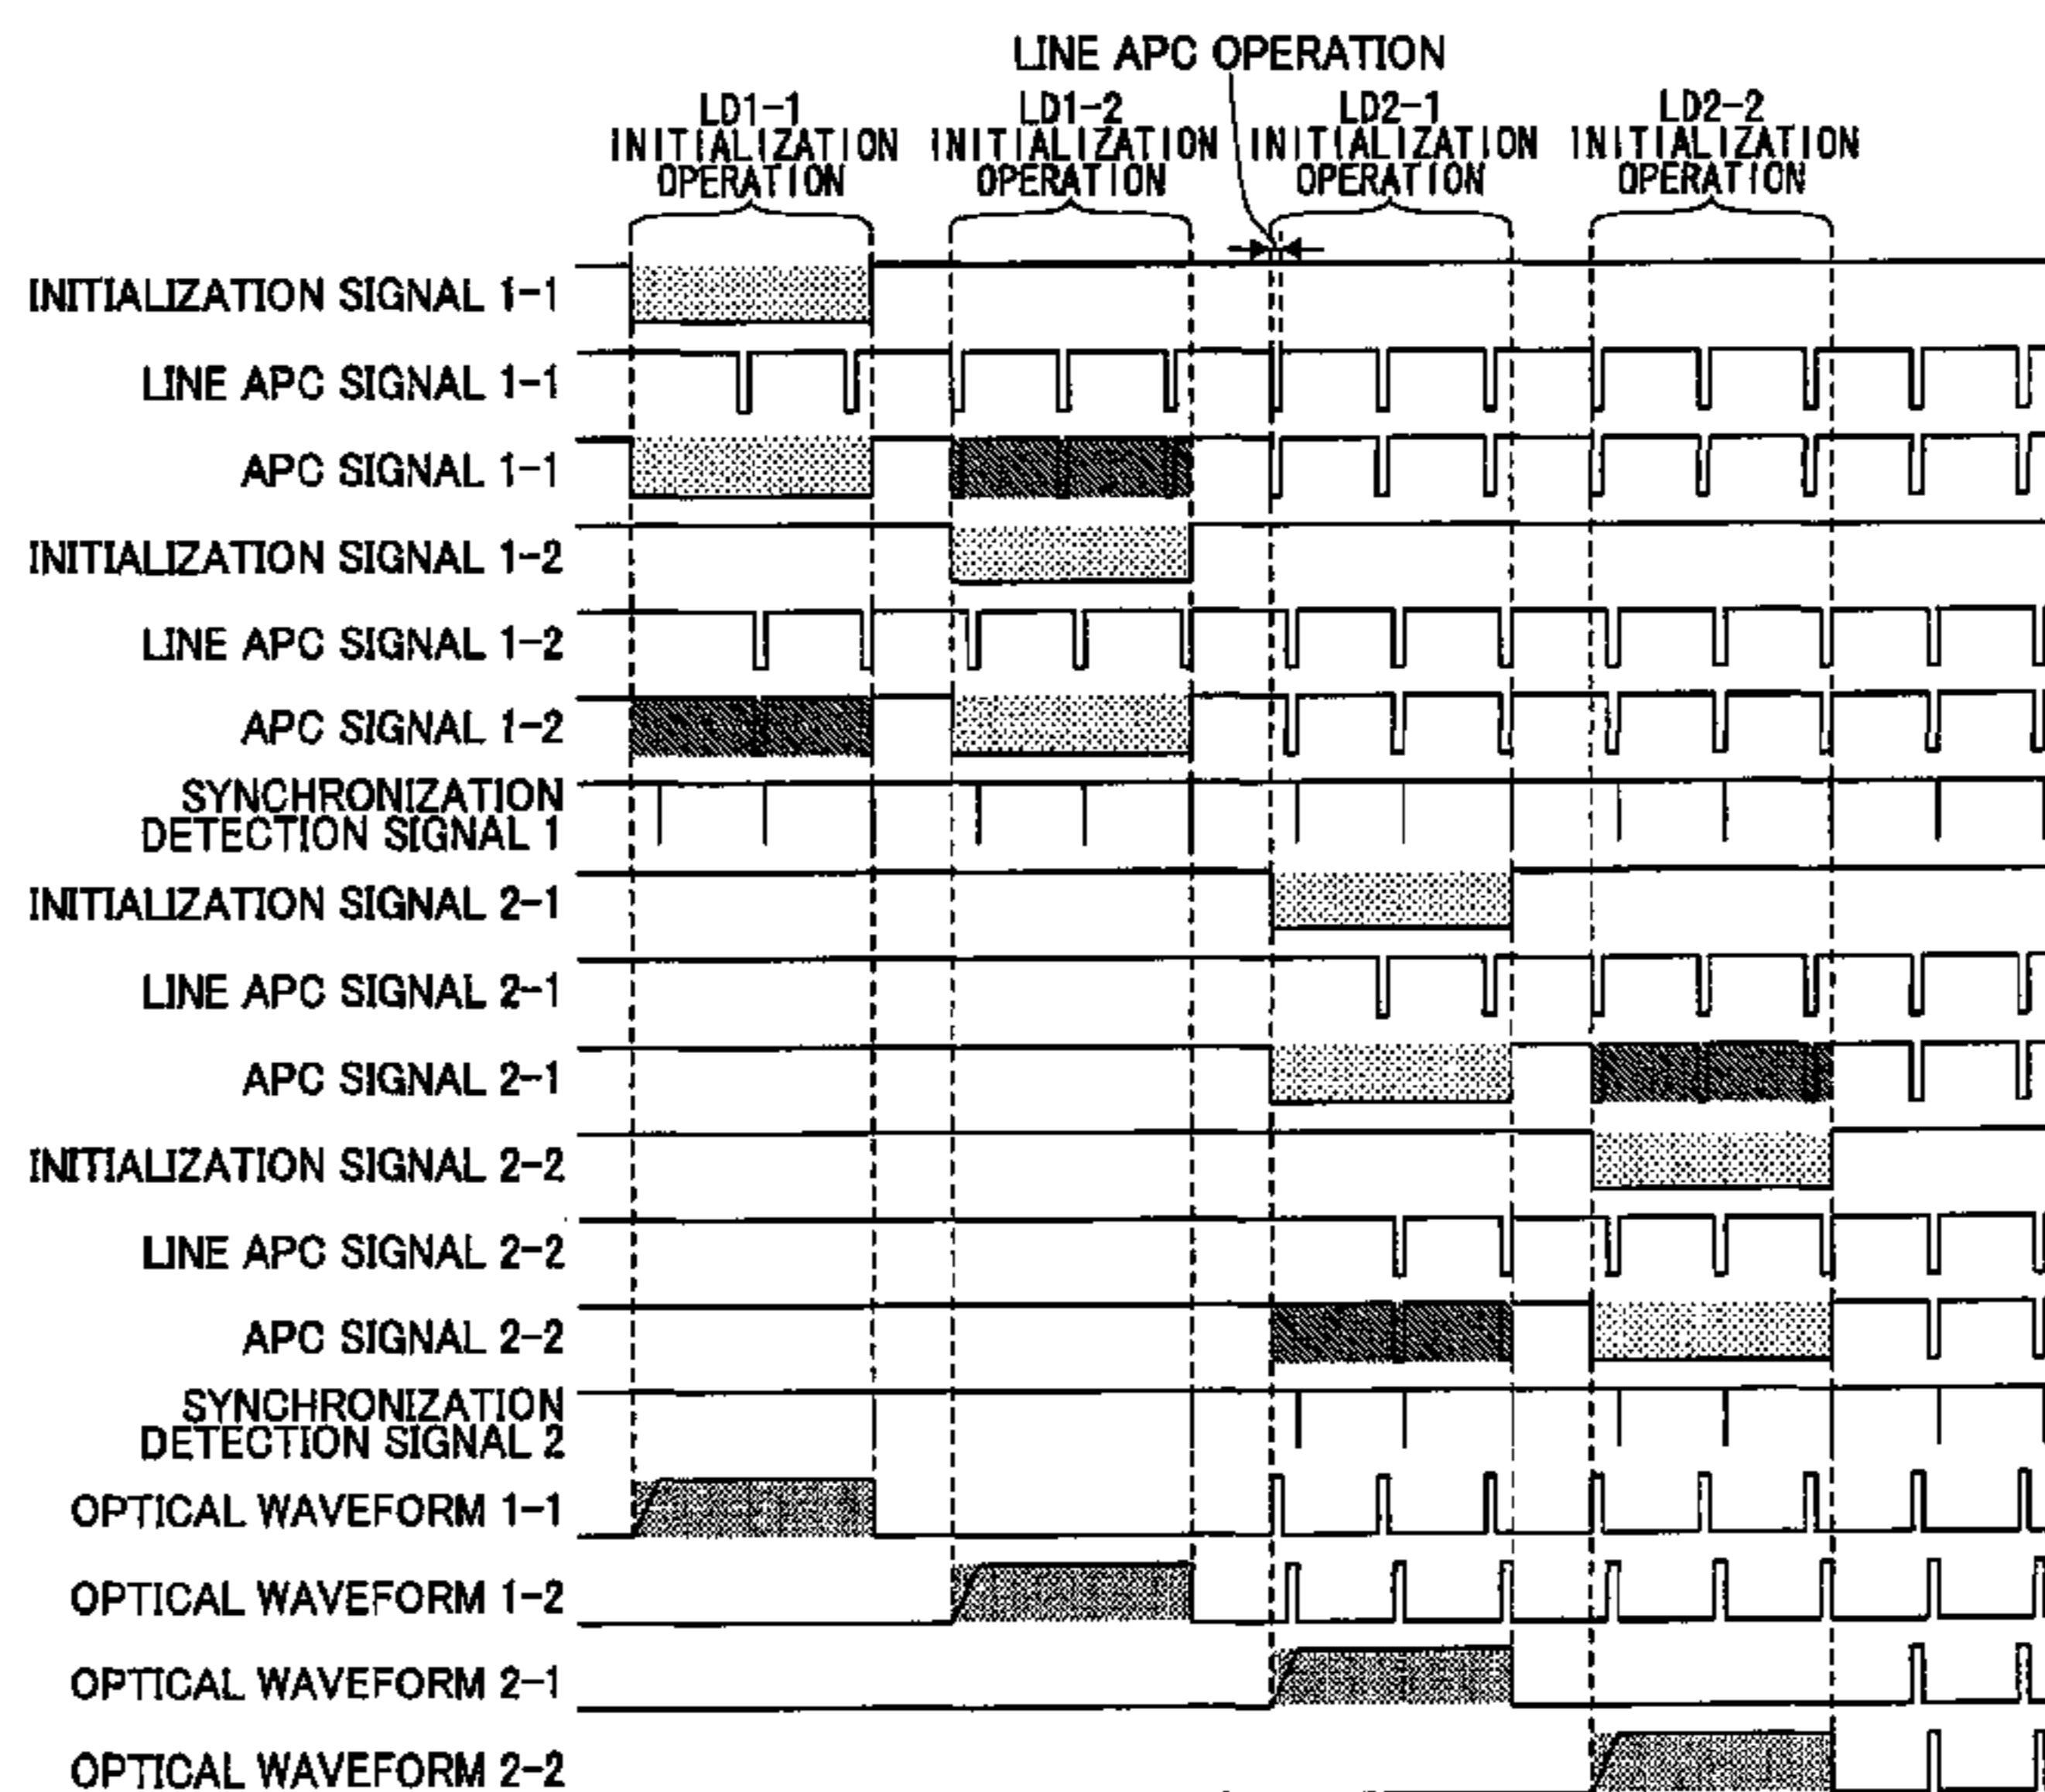 LINE APC OPERATION
LD1-1
INITIALIZATION
OPERATION
LD1-2
INITIALIZATION
OPERATION
LD2-1
INITIALIZATION
OPERATION
LD2-2
INITIALIZATION
OPERATION
INITIALIZATION SIGNAL 1-1
LINE APC SIGNAL 1-1
APC SIGNAL 1-1
INITIALIZATION SIGNAL 1-2
LINE APC SIGNAL 1-2
APC SIGNAL 1-2
SYNCHRONIZATION
DETECTION SIGNAL 1
INITIALIZATION SIGNAL 2-1
LINE APC SIGNAL 2-1
APC SIGNAL 2-1
INITIALIZATION SIGNAL 2-2
LINE APC SIGNAL 2-2
APC SIGNAL 2-2
SYNCHRONIZATION
DETECTION SIGNAL 2
OPTICAL WAVEFORM 1-1
OPTICAL WAVEFORM 1-2
OPTICAL WAVEFORM 2-1
OPTICAL WAVEFORM 2-2